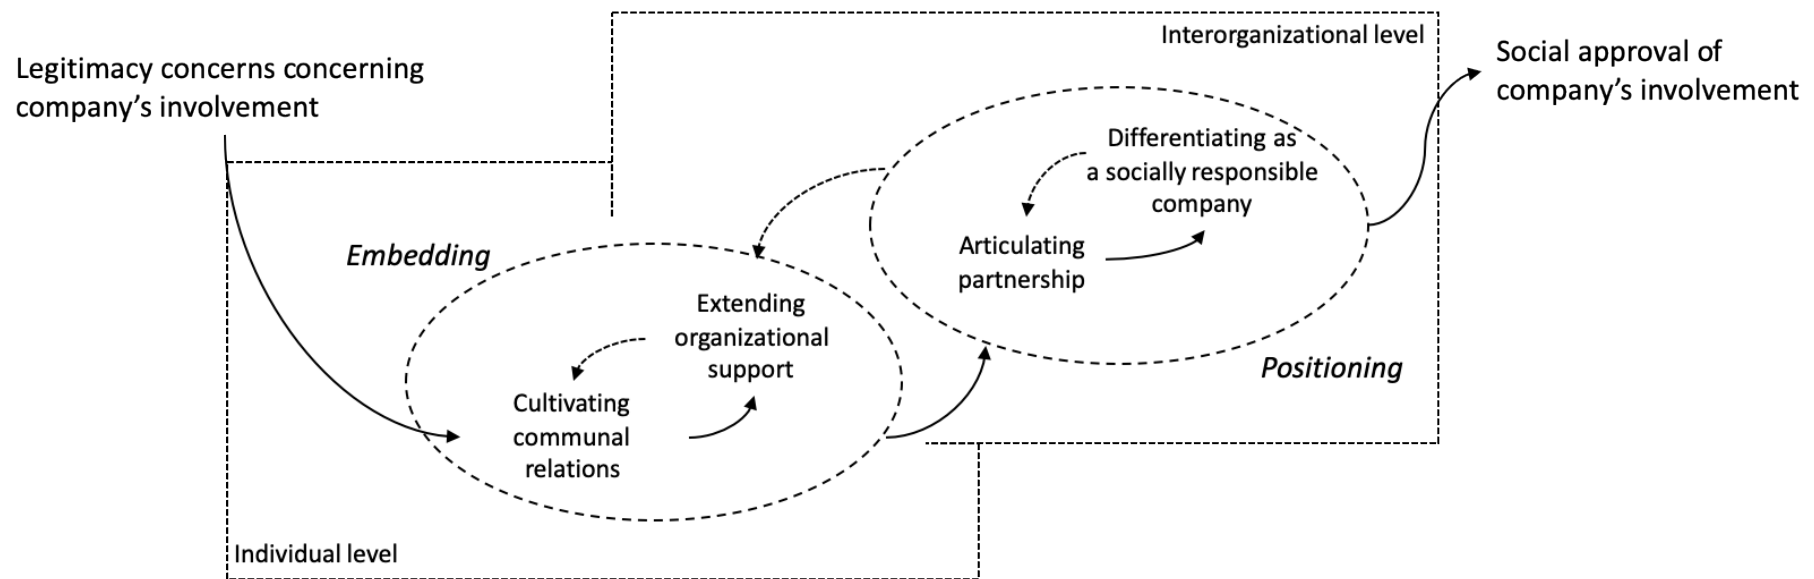 Legitimacy concerns concerning
company's involvement
Interorganizational level
Social approval of
company's involvement
Differentiating as
a socially responsible
company
Articulating
partnership
Positioning
Embedding
Extending
organizational
support
Cultivating
communal
relations
Individual level